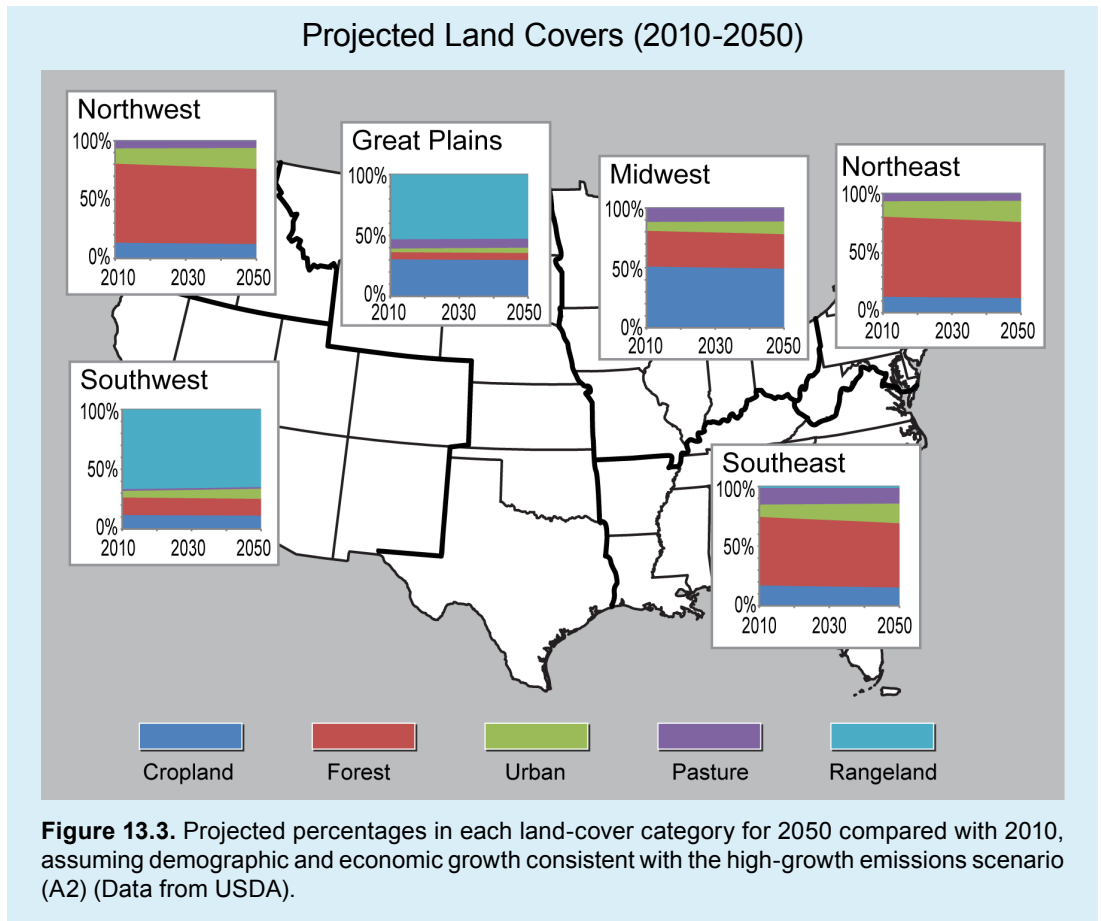 Projected Land Covers (2010-2050)
Northwest
100%
50%
0%
2010 2030 2050
Great Plains
100%
50%
0%
2010 2030 2050
Midwest
100%
50%
0%
2010 2030 2050
Northeast
100%
50%
0%
2010 2030 2050
Southwest
100%
50%
0%
2010 2030 2050
Southeast
100%
50%
0%
2010 2030 2050
Cropland Forest Urban Pasture Rangeland
Figure 13.3. Projected percentages in each land-cover category for 2050 compared with 2010,
assuming demographic and economic growth consistent with the high-growth emissions scenario
(A2) (Data from USDA).